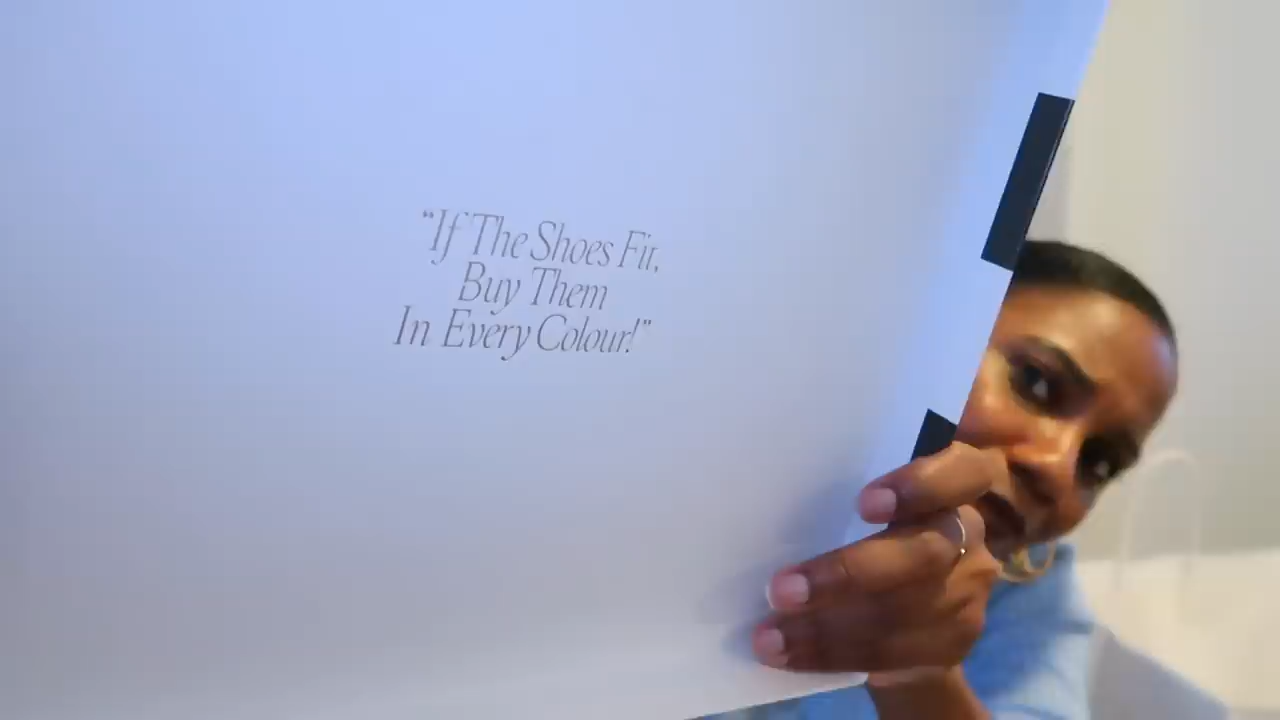 “If The Shoes Fit,
Buy Them
In Every Colour!”